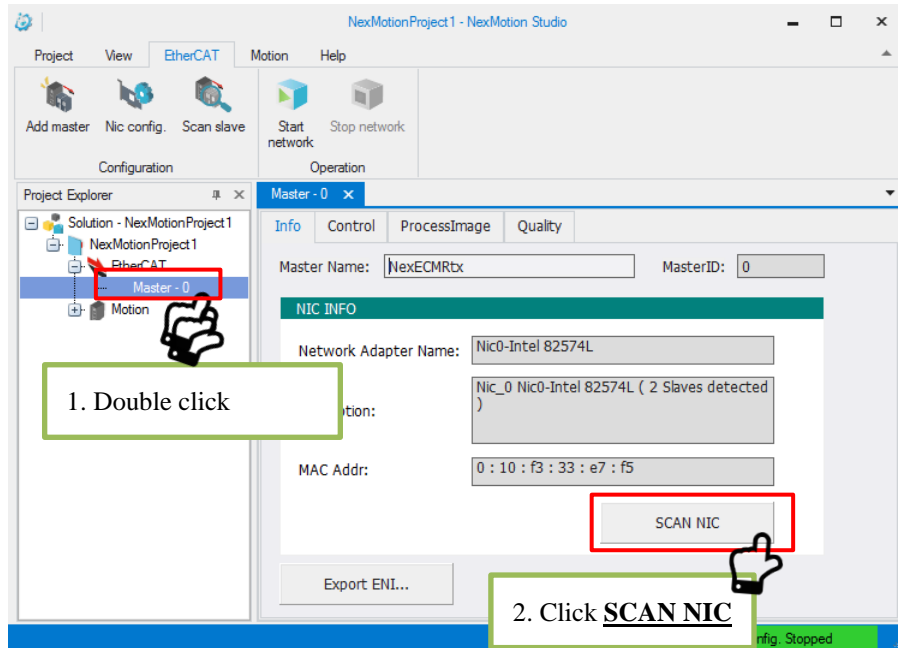 NexMotionProject1 - NexMotion Studio
Project View EtherCAT Motion Help
Add master Nic config. Scan slave Start network Stop network
Configuration Operation
Project Explorer
Master - 0
Solution - NexMotionProject1
NexMotionProject1
EtherCAT
Master - 0
Motion
1. Double click
Info Control ProcessImage Quality
Master Name: NexECMRtx MasterID: 0
NIC INFO
Network Adapter Name: Nic0-Intel 82574L
Nic_0 Nic0-Intel 82574L ( 2 Slaves detected
)
MAC Addr: 0 : 10 : f3 : 33 : e7 : f5
SCAN NIC
Export ENI...
2. Click SCAN NIC
Stopped